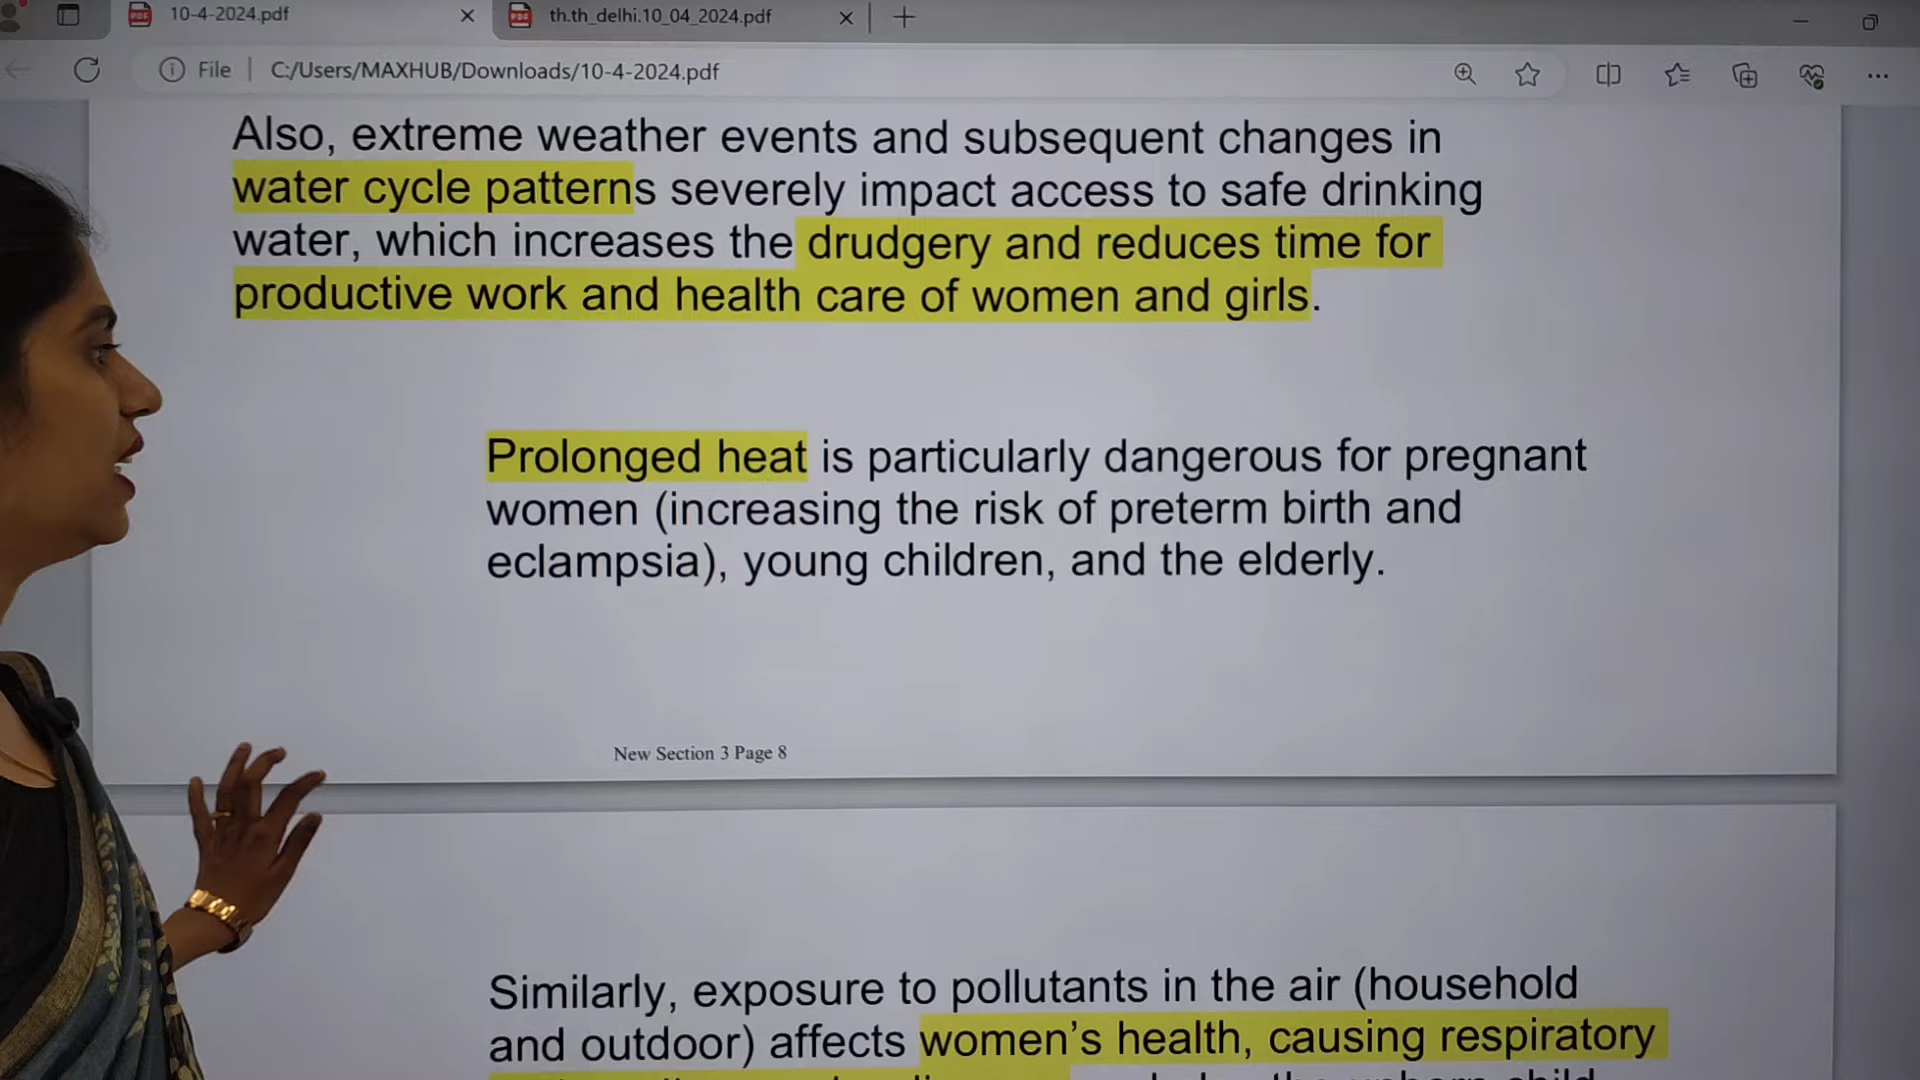 10-4-2024.pdf
th.th_delhi.10_04_2024.pdf
File
C:/Users/MAXHUB/Downloads/10-4-2024.pdf
Also, extreme weather events and subsequent changes in
water cycle patterns severely impact access to safe drinking
water, which increases the drudgery and reduces time for
productive work and health care of women and girls.
Prolonged heat is particularly dangerous for pregnant
women (increasing the risk of preterm birth and
eclampsia), young children, and the elderly.
New Section 3 Page 8
Similarly, exposure to pollutants in the air (household
and outdoor) affects women's health, causing respiratory